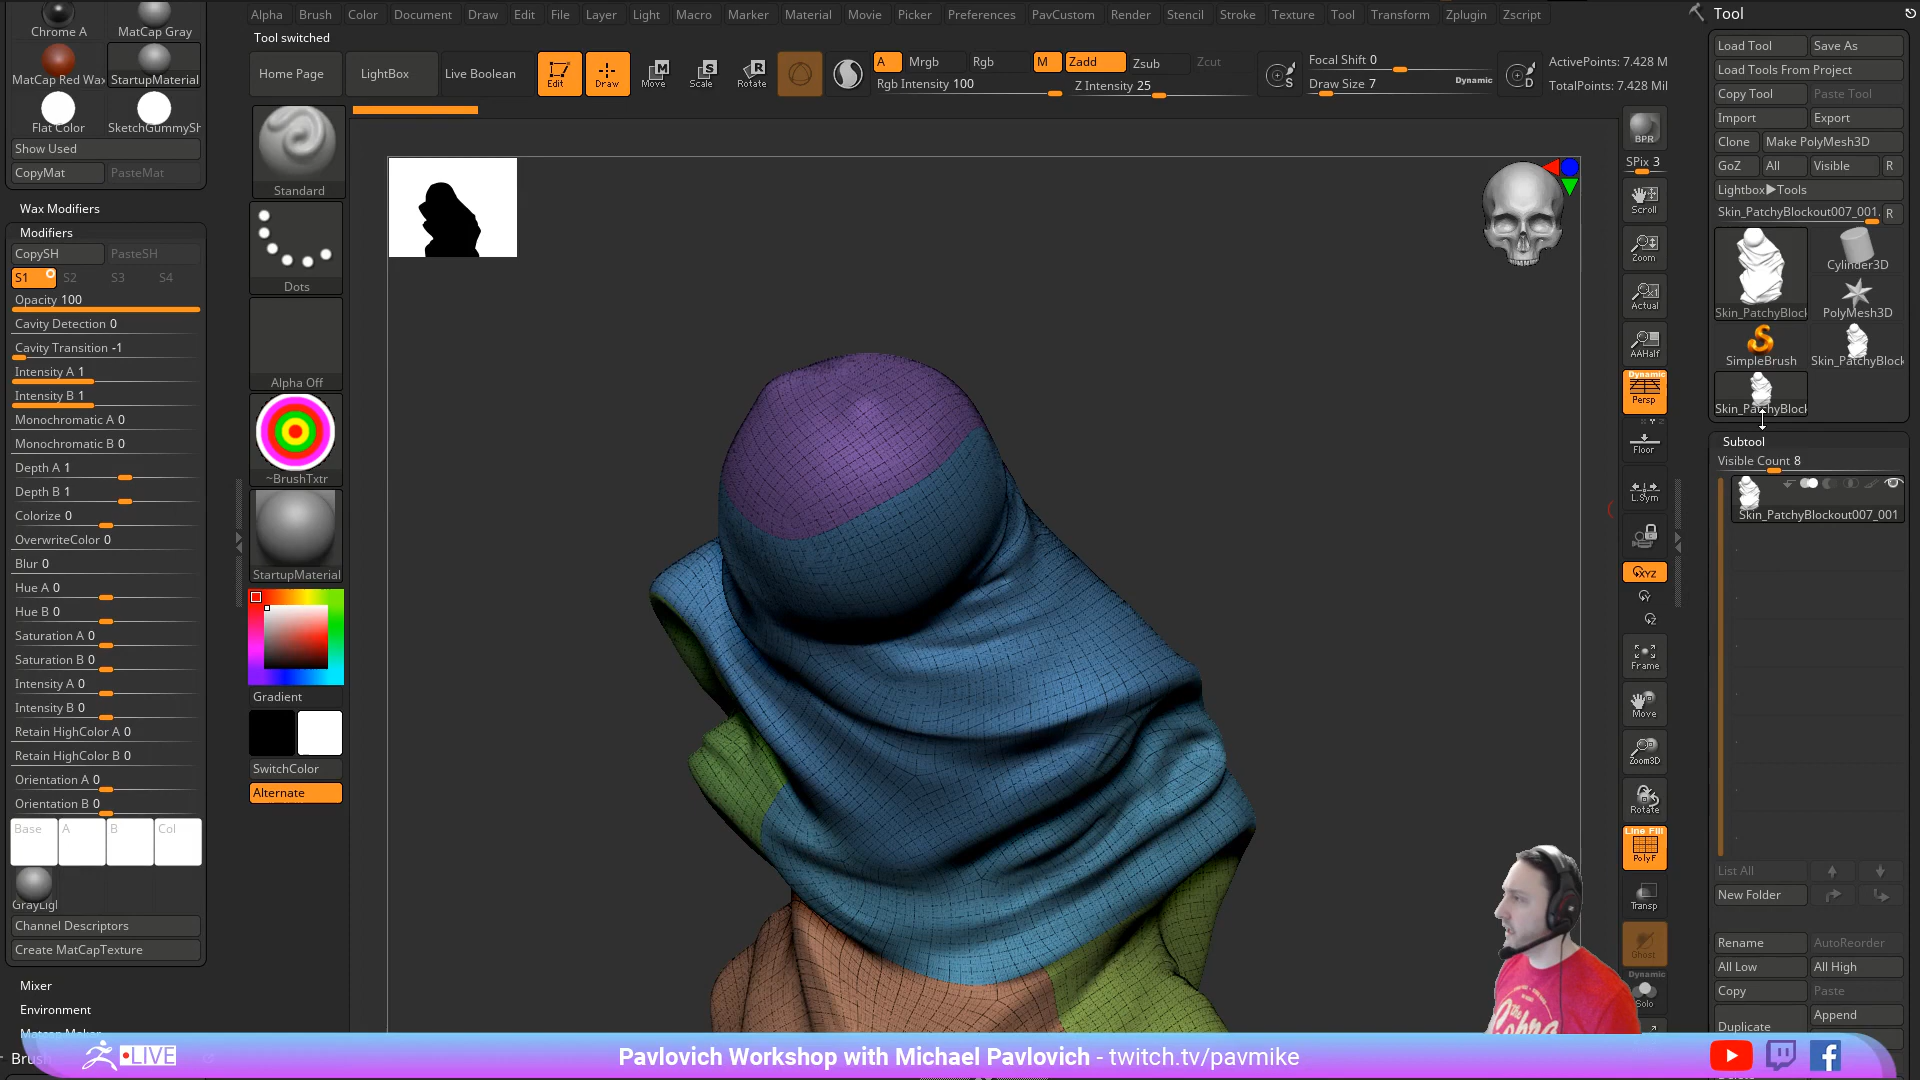 Alpha Brush Color Document Draw Edit File Layer Light Macro Marker Material Movie Picker Preferences PavCustom Render Stencil Stroke Texture Tool Transform Zplugin Zscript
Tool switched
Home Page LightBox Live Boolean Edit Draw Move Scale Rotate
A Mrgb Rgb M Zadd Zsub Zcut
Rgb Intensity 100 Z Intensity 25
Focal Shift 0
Draw Size 7 Dynamic
ActivePoints: 7.428 M
TotalPoints: 7.428 Mil
Chrome A MatCap Gray
MatCap Red Wax StartupMaterial
Flat Color SketchGummySh
Show Used
CopyMat PasteMat
Wax Modifiers
Modifiers
CopySH PasteSH
S1 S2 S3 S4
Opacity 100
Cavity Detection 0
Cavity Transition -1
Intensity A 1
Intensity B 1
Monochromatic A 0
Monochromatic B 0
Depth A 1
Depth B 1
Colorize 0
OverwriteColor 0
Blur 0
Hue A 0
Hue B 0
Saturation A 0
Saturation B 0
Intensity A 0
Intensity B 0
Retain HighColor A 0
Retain HighColor B 0
Orientation A 0
Orientation B 0
Base A B Col
GrayLigl
Channel Descriptors
Create MatCapTexture
Mixer
Environment
Standard
Dots
Alpha Off
~BrushTxtr
StartupMaterial
Gradient
SwitchColor
Alternate
BPR
SPix 3
Scroll
Zoom
Actual
AAHalf
Dynamic
Persp
Floor
L.Sym
XYZ
Y
Z
Frame
Move
Zoom3D
Rotate
Line Fill
PolyF
Transp
Ghost
Dynamic
Solo
Tool
Load Tool Save As
Load Tools From Project
Copy Tool Paste Tool
Import Export
Clone Make PolyMesh3D
GoZ All Visible R
Lightbox▶Tools
Skin_PatchyBlockout007_001. R
Skin_PatchyBlock Cylinder3D
PolyMesh3D
SimpleBrush Skin_PatchyBlock
Skin_PatchyBlock
Subtool
Visible Count 8
Skin_PatchyBlockout007_001
List All
New Folder
Rename AutoReorder
All Low All High
Copy Paste
Duplicate Append
•LIVE
Pavlovich Workshop with Michael Pavlovich - twitch.tv/pavmike